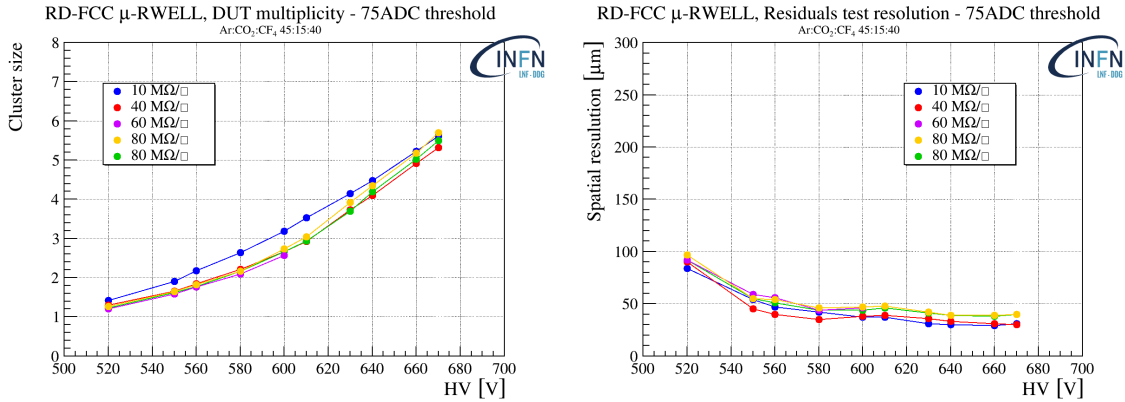 RD-FCC μ-RWELL, DUT multiplicity - 75ADC threshold
Ar:CO₂:CF₄ 45:15:40
INFN
LNF-DDG
Cluster size
8
7
6
5
4
3
2
1
0
10 MΩ/□
40 MΩ/□
60 MΩ/□
80 MΩ/□
80 MΩ/□
500 520 540 560 580 600 620 640 660 680 700
HV [V]
RD-FCC μ-RWELL, Residuals test resolution - 75ADC threshold
Ar:CO₂:CF₄ 45:15:40
INFN
LNF-DDG
Spatial resulution [μm]
300
250
200
150
100
50
0
10 MΩ/□
40 MΩ/□
60 MΩ/□
80 MΩ/□
80 MΩ/□
500 520 540 560 580 600 620 640 660 680 700
HV [V]